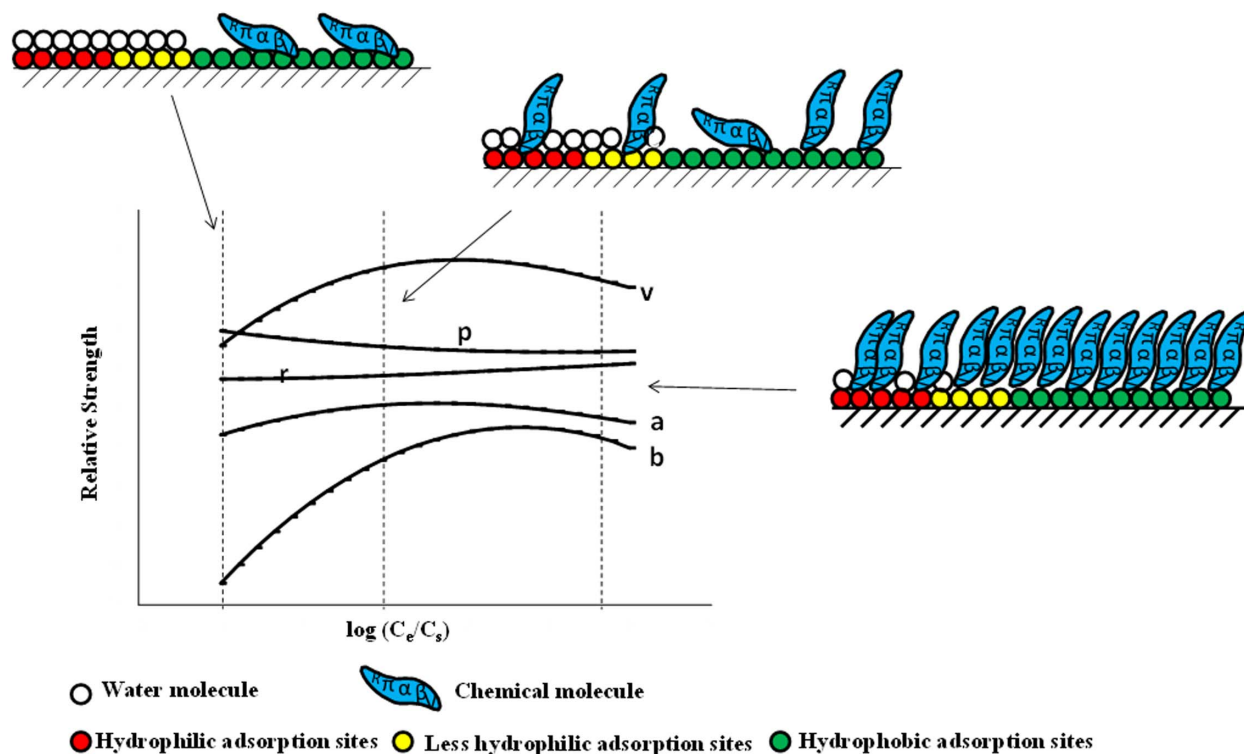 R π α β V
R π α β V
R π α β
R π α β
R π α β
R π α β
R π α β
v
p
r
a
b
Relative Strength
log (Cₑ/Cₛ)
Water molecule
R π α β V
Chemical molecule
Hydrophilic adsorption sites
Less hydrophilic adsorption sites
Hydrophobic adsorption sites